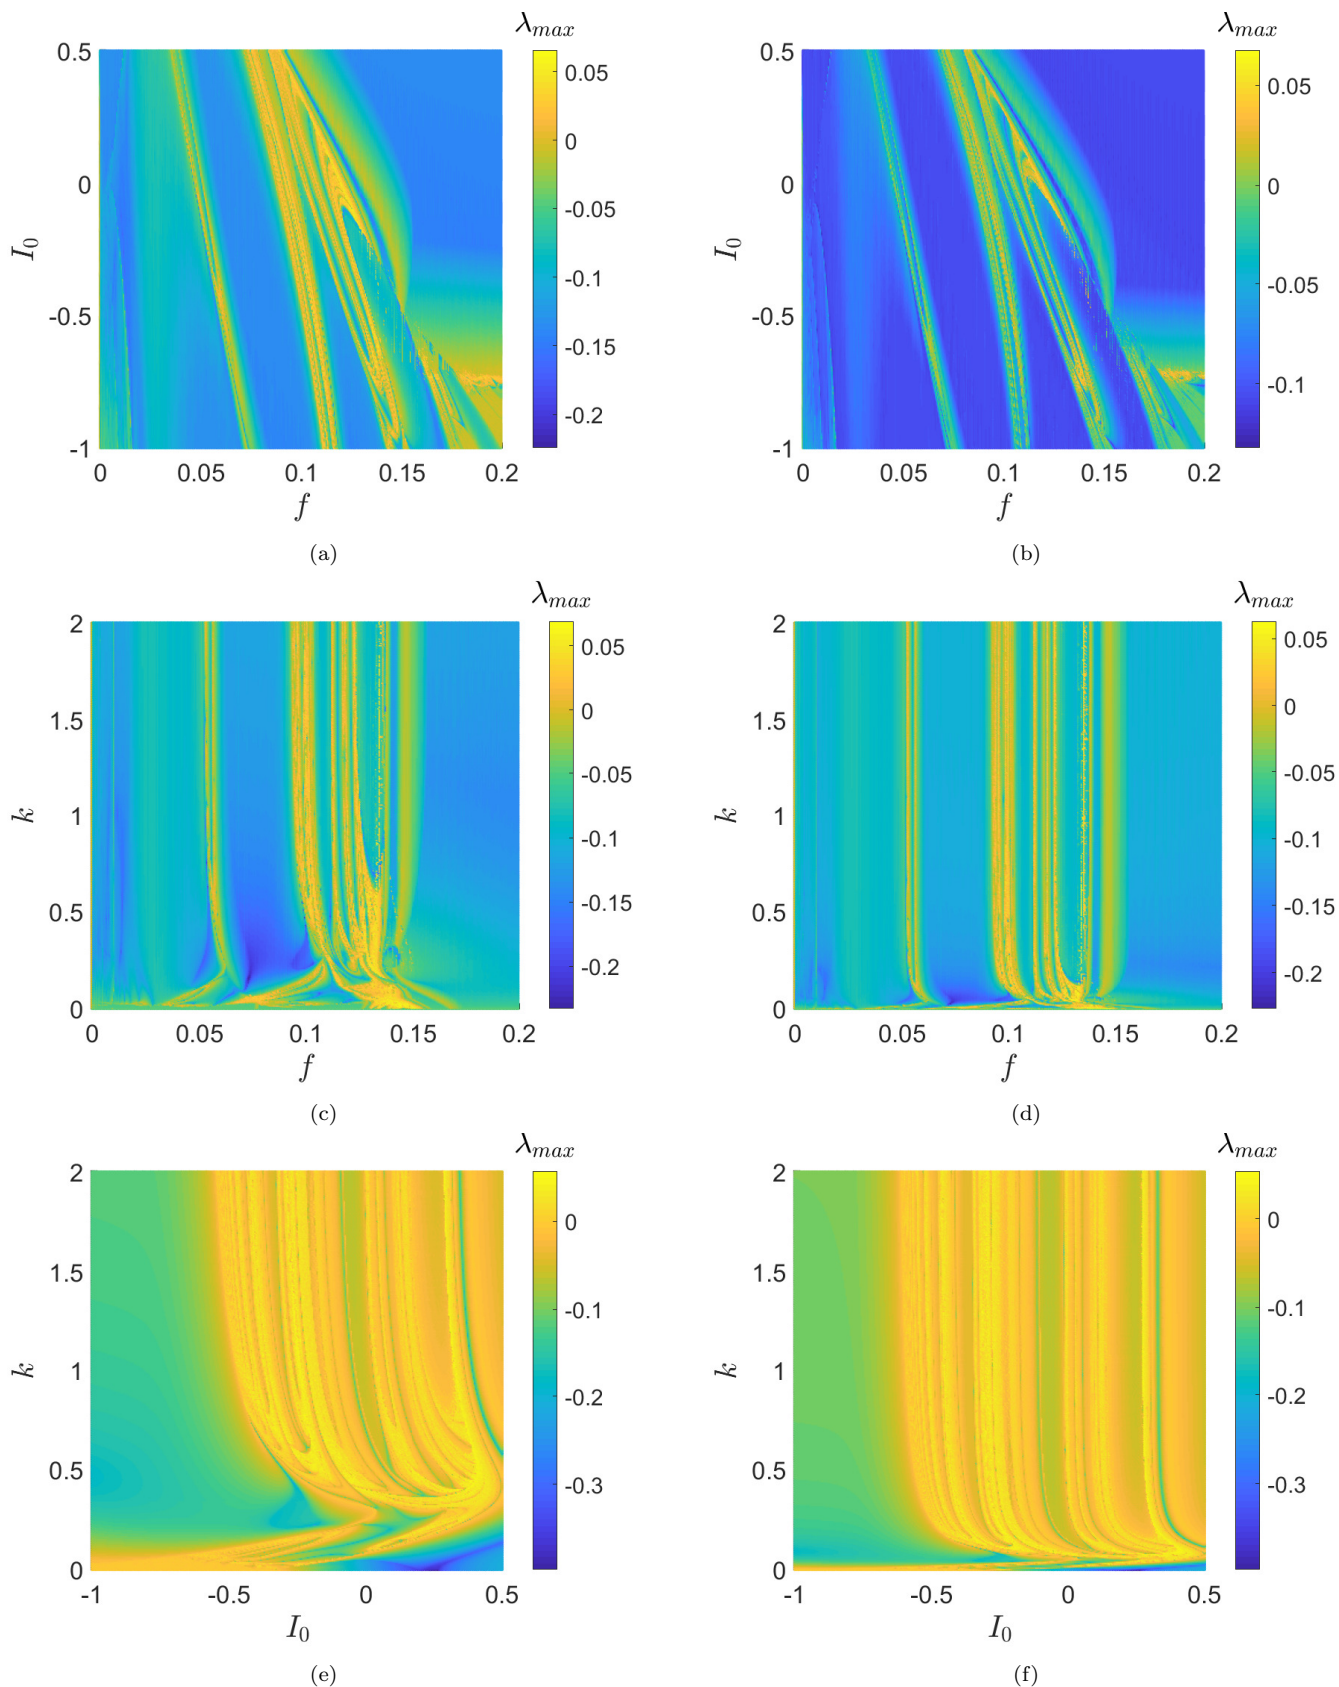 λmax λmax
0.5 0.05 0.5 0.05
0 0
0 -0.05 0 0
I0 -0.1 I0 -0.05
-0.5 -0.15 -0.5
-0.2 -0.1
-1 -1
0 0.05 0.1 0.15 0.2 0 0.05 0.1 0.15 0.2
f f
(a) (b)
λmax λmax
2 0.05 2 0.05
1.5 0 1.5 0
-0.05 -0.05
k 1 -0.1 k 1 -0.1
0.5 -0.15 0.5 -0.15
-0.2 -0.2
0 0
0 0.05 0.1 0.15 0.2 0 0.05 0.1 0.15 0.2
f f
(c) (d)
λmax λmax
2 0 2 0
1.5 -0.1 1.5 -0.1
k 1 -0.2 k 1 -0.2
0.5 -0.3 0.5 -0.3
0 0
-1 -0.5 0 0.5 -1 -0.5 0 0.5
I0 I0
(e) (f)